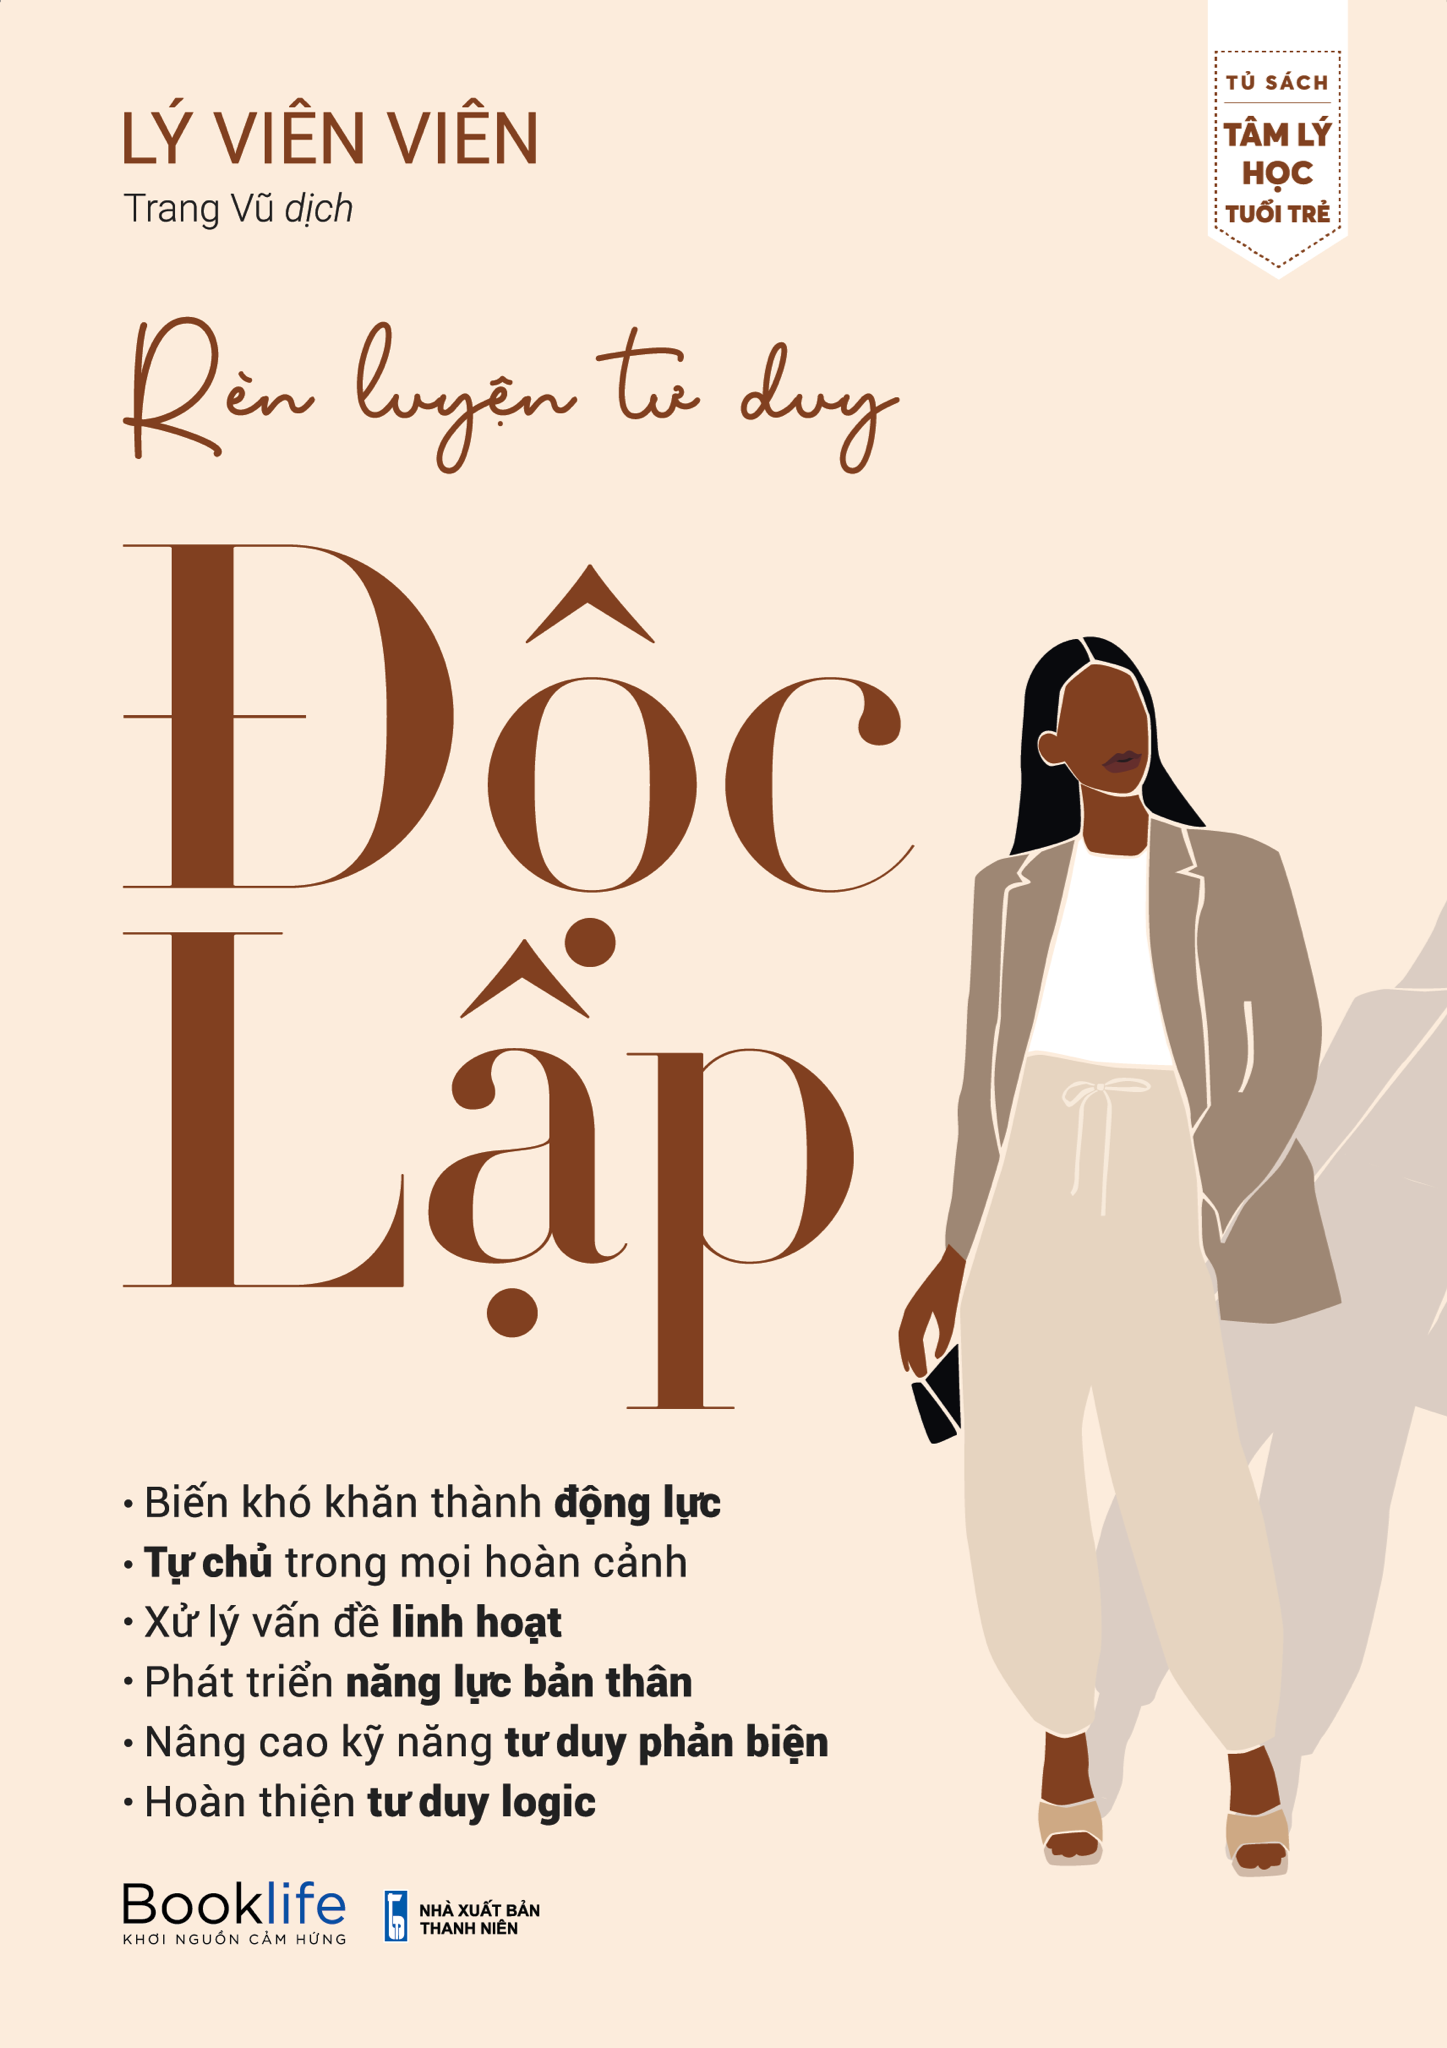 LÝ VIÊN VIÊN
Trang Vũ dịch
TỦ SÁCH
TÂM LÝ
HỌC
TUỔI TRẺ
Rèn luyện tư duy
Độc
Lập
• Biến khó khăn thành động lực
• Tự chủ trong mọi hoàn cảnh
• Xử lý vấn đề linh hoạt
• Phát triển năng lực bản thân
• Nâng cao kỹ năng tư duy phản biện
• Hoàn thiện tư duy logic
Booklife
KHƠI NGUỒN CẢM HỨNG
NHÀ XUẤT BẢN
THANH NIÊN